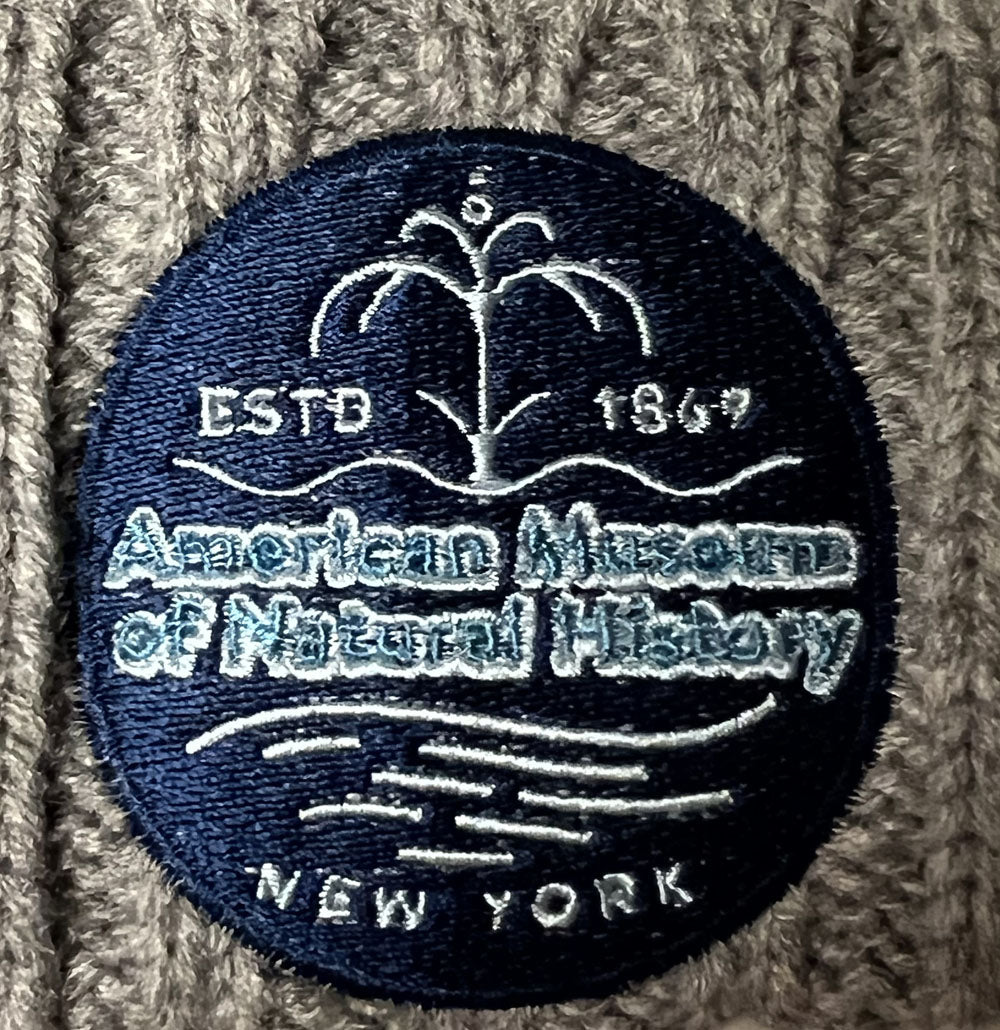 ESTD 1869
American Museum
of Natural History
NEW YORK